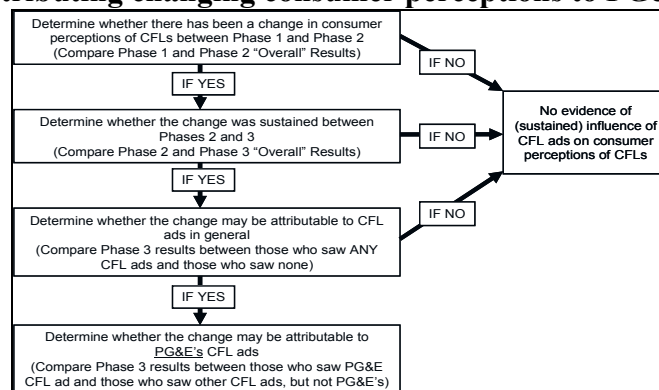 tributing changing consumer perceptions to PG
Determine whether there has been a change in consumer
perceptions of CFLs between Phase 1 and Phase 2
(Compare Phase 1 and Phase 2 “Overall” Results)
IF NO
IF YES
No evidence of
(sustained) influence of
CFL ads on consumer
perceptions of CFLs
Determine whether the change was sustained between
Phases 2 and 3
(Compare Phase 2 and Phase 3 “Overall” Results)
IF NO
IF YES
IF NO
Determine whether the change may be attributable to CFL
ads in general
(Compare Phase 3 results between those who saw ANY
CFL ads and those who saw none)
IF YES
Determine whether the change may be attributable to
PG&E’s CFL ads
(Compare Phase 3 results between those who saw PG&E
CFL ad and those who saw other CFL ads, but not PG&E’s)